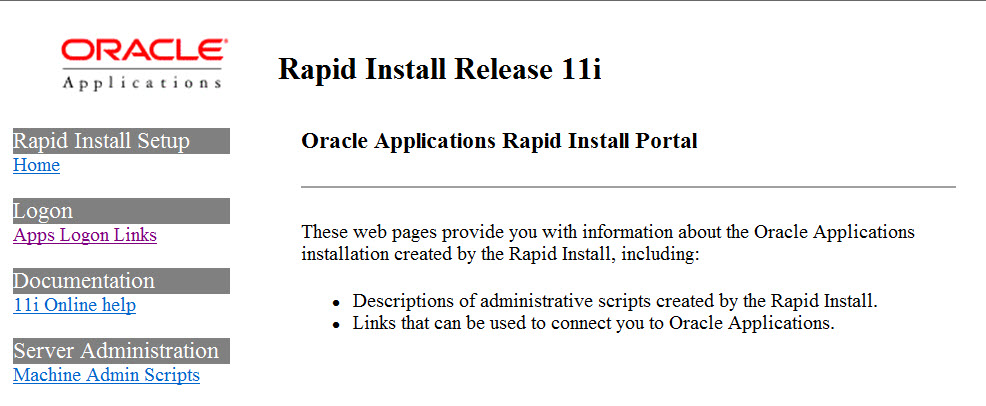 ORACLE®
Applications
Rapid Install Release 11i
Rapid Install Setup
Home
Logon
Apps Logon Links
Documentation
11i Online help
Server Administration
Machine Admin Scripts
Oracle Applications Rapid Install Portal
These web pages provide you with information about the Oracle Applications
installation created by the Rapid Install, including:
• Descriptions of administrative scripts created by the Rapid Install.
• Links that can be used to connect you to Oracle Applications.